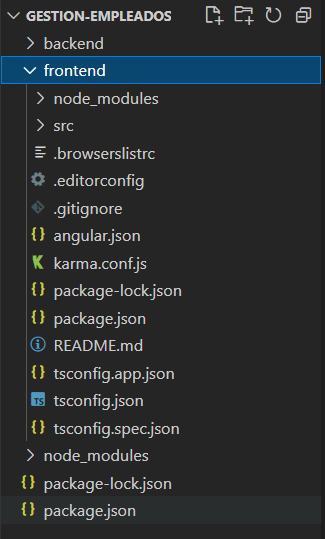 GESTION-EMPLEADOS
backend
frontend
node_modules
src
.browserslistrc
.editorconfig
.gitignore
angular.json
karma.conf.js
package-lock.json
package.json
README.md
tsconfig.app.json
tsconfig.json
tsconfig.spec.json
node_modules
package-lock.json
package.json